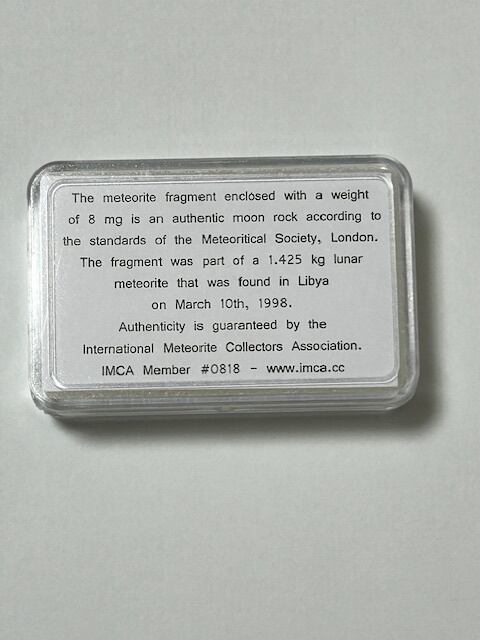 The meteorite fragment enclosed with a weight
of 8 mg is an authentic moon rock according to
the standards of the Meteoritical Society, London.
The fragment was part of a 1.425 kg lunar
meteorite that was found in Libya
on March 10th, 1998.
Authenticity is guaranteed by the
International Meteorite Collectors Association.
IMCA Member #0818 - www.imca.cc